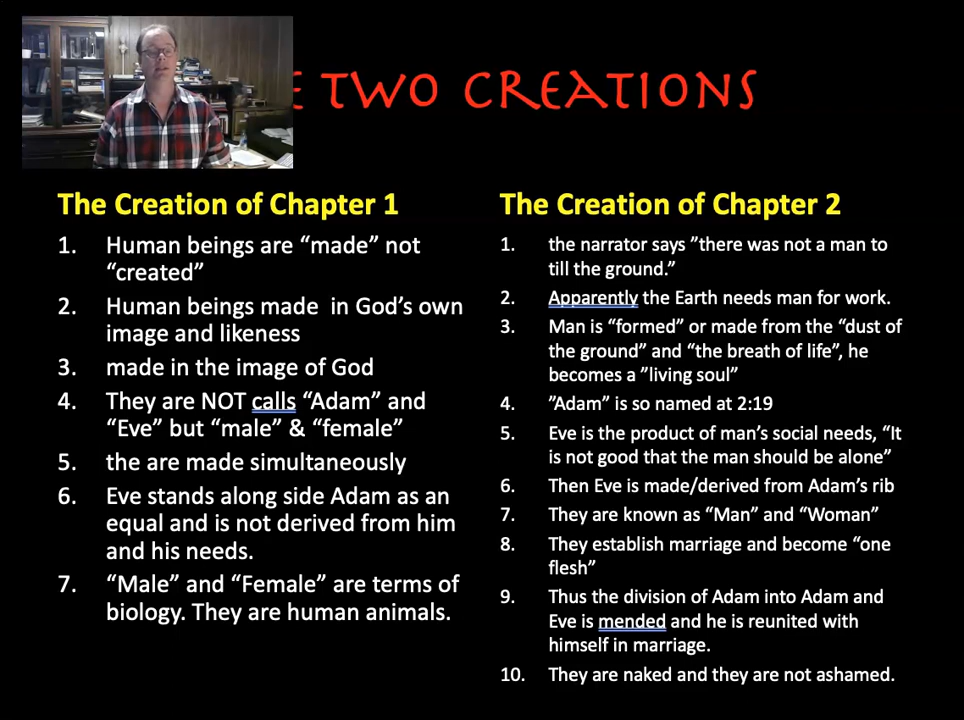 E TWO CREATIONS
The Creation of Chapter 1
1. Human beings are “made” not
“created”
2. Human beings made in God’s own
image and likeness
3. made in the image of God
4. They are NOT calls “Adam” and
“Eve” but “male” & “female”
5. the are made simultaneously
6. Eve stands along side Adam as an
equal and is not derived from him
and his needs.
7. “Male” and “Female” are terms of
biology. They are human animals.
The Creation of Chapter 2
1. the narrator says ”there was not a man to
till the ground.”
2. Apparently the Earth needs man for work.
3. Man is “formed” or made from the “dust of
the ground” and “the breath of life”, he
becomes a ”living soul”
4. ”Adam” is so named at 2:19
5. Eve is the product of man’s social needs, “It
is not good that the man should be alone”
6. Then Eve is made/derived from Adam’s rib
7. They are known as “Man” and “Woman”
8. They establish marriage and become “one
flesh”
9. Thus the division of Adam into Adam and
Eve is mended and he is reunited with
himself in marriage.
10. They are naked and they are not ashamed.